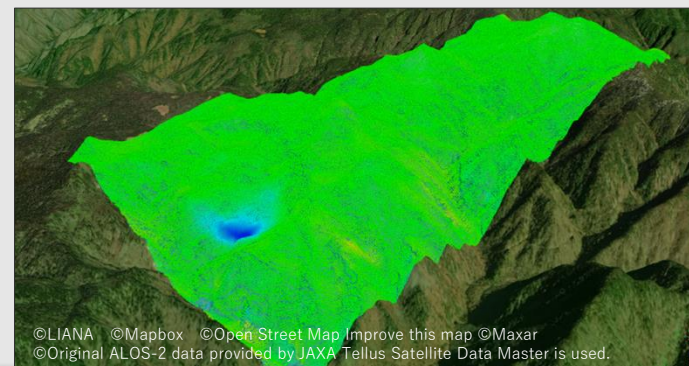 ©LIANA ©Mapbox ©Open Street Map Improve this map ©Maxar
©Original ALOS-2 data provided by JAXA Tellus Satellite Data Master is used.